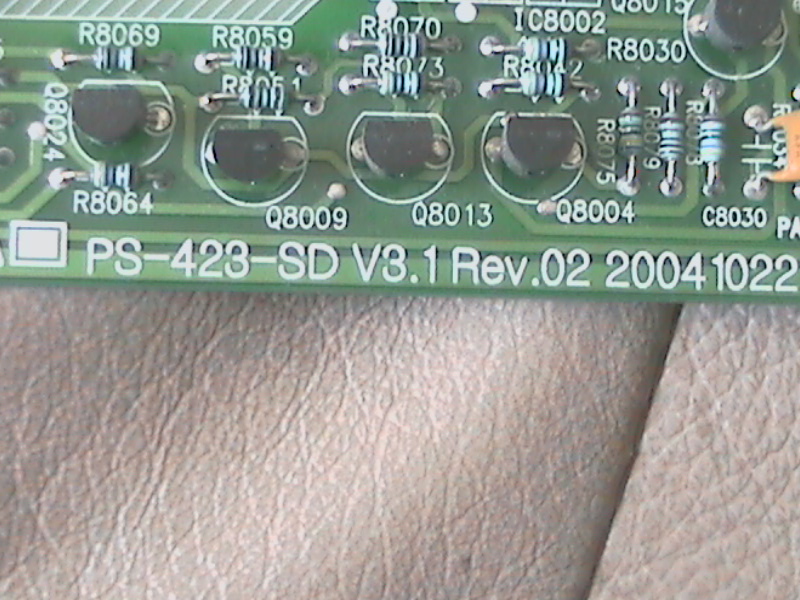 Q8015
IC8002
R8069 R8059 R8070 R8030
R8073
Q8024
R8075 R8079
R8064 Q8009 Q8013 Q8004 C8030
PS-423-SD V3.1 Rev.02 20041022